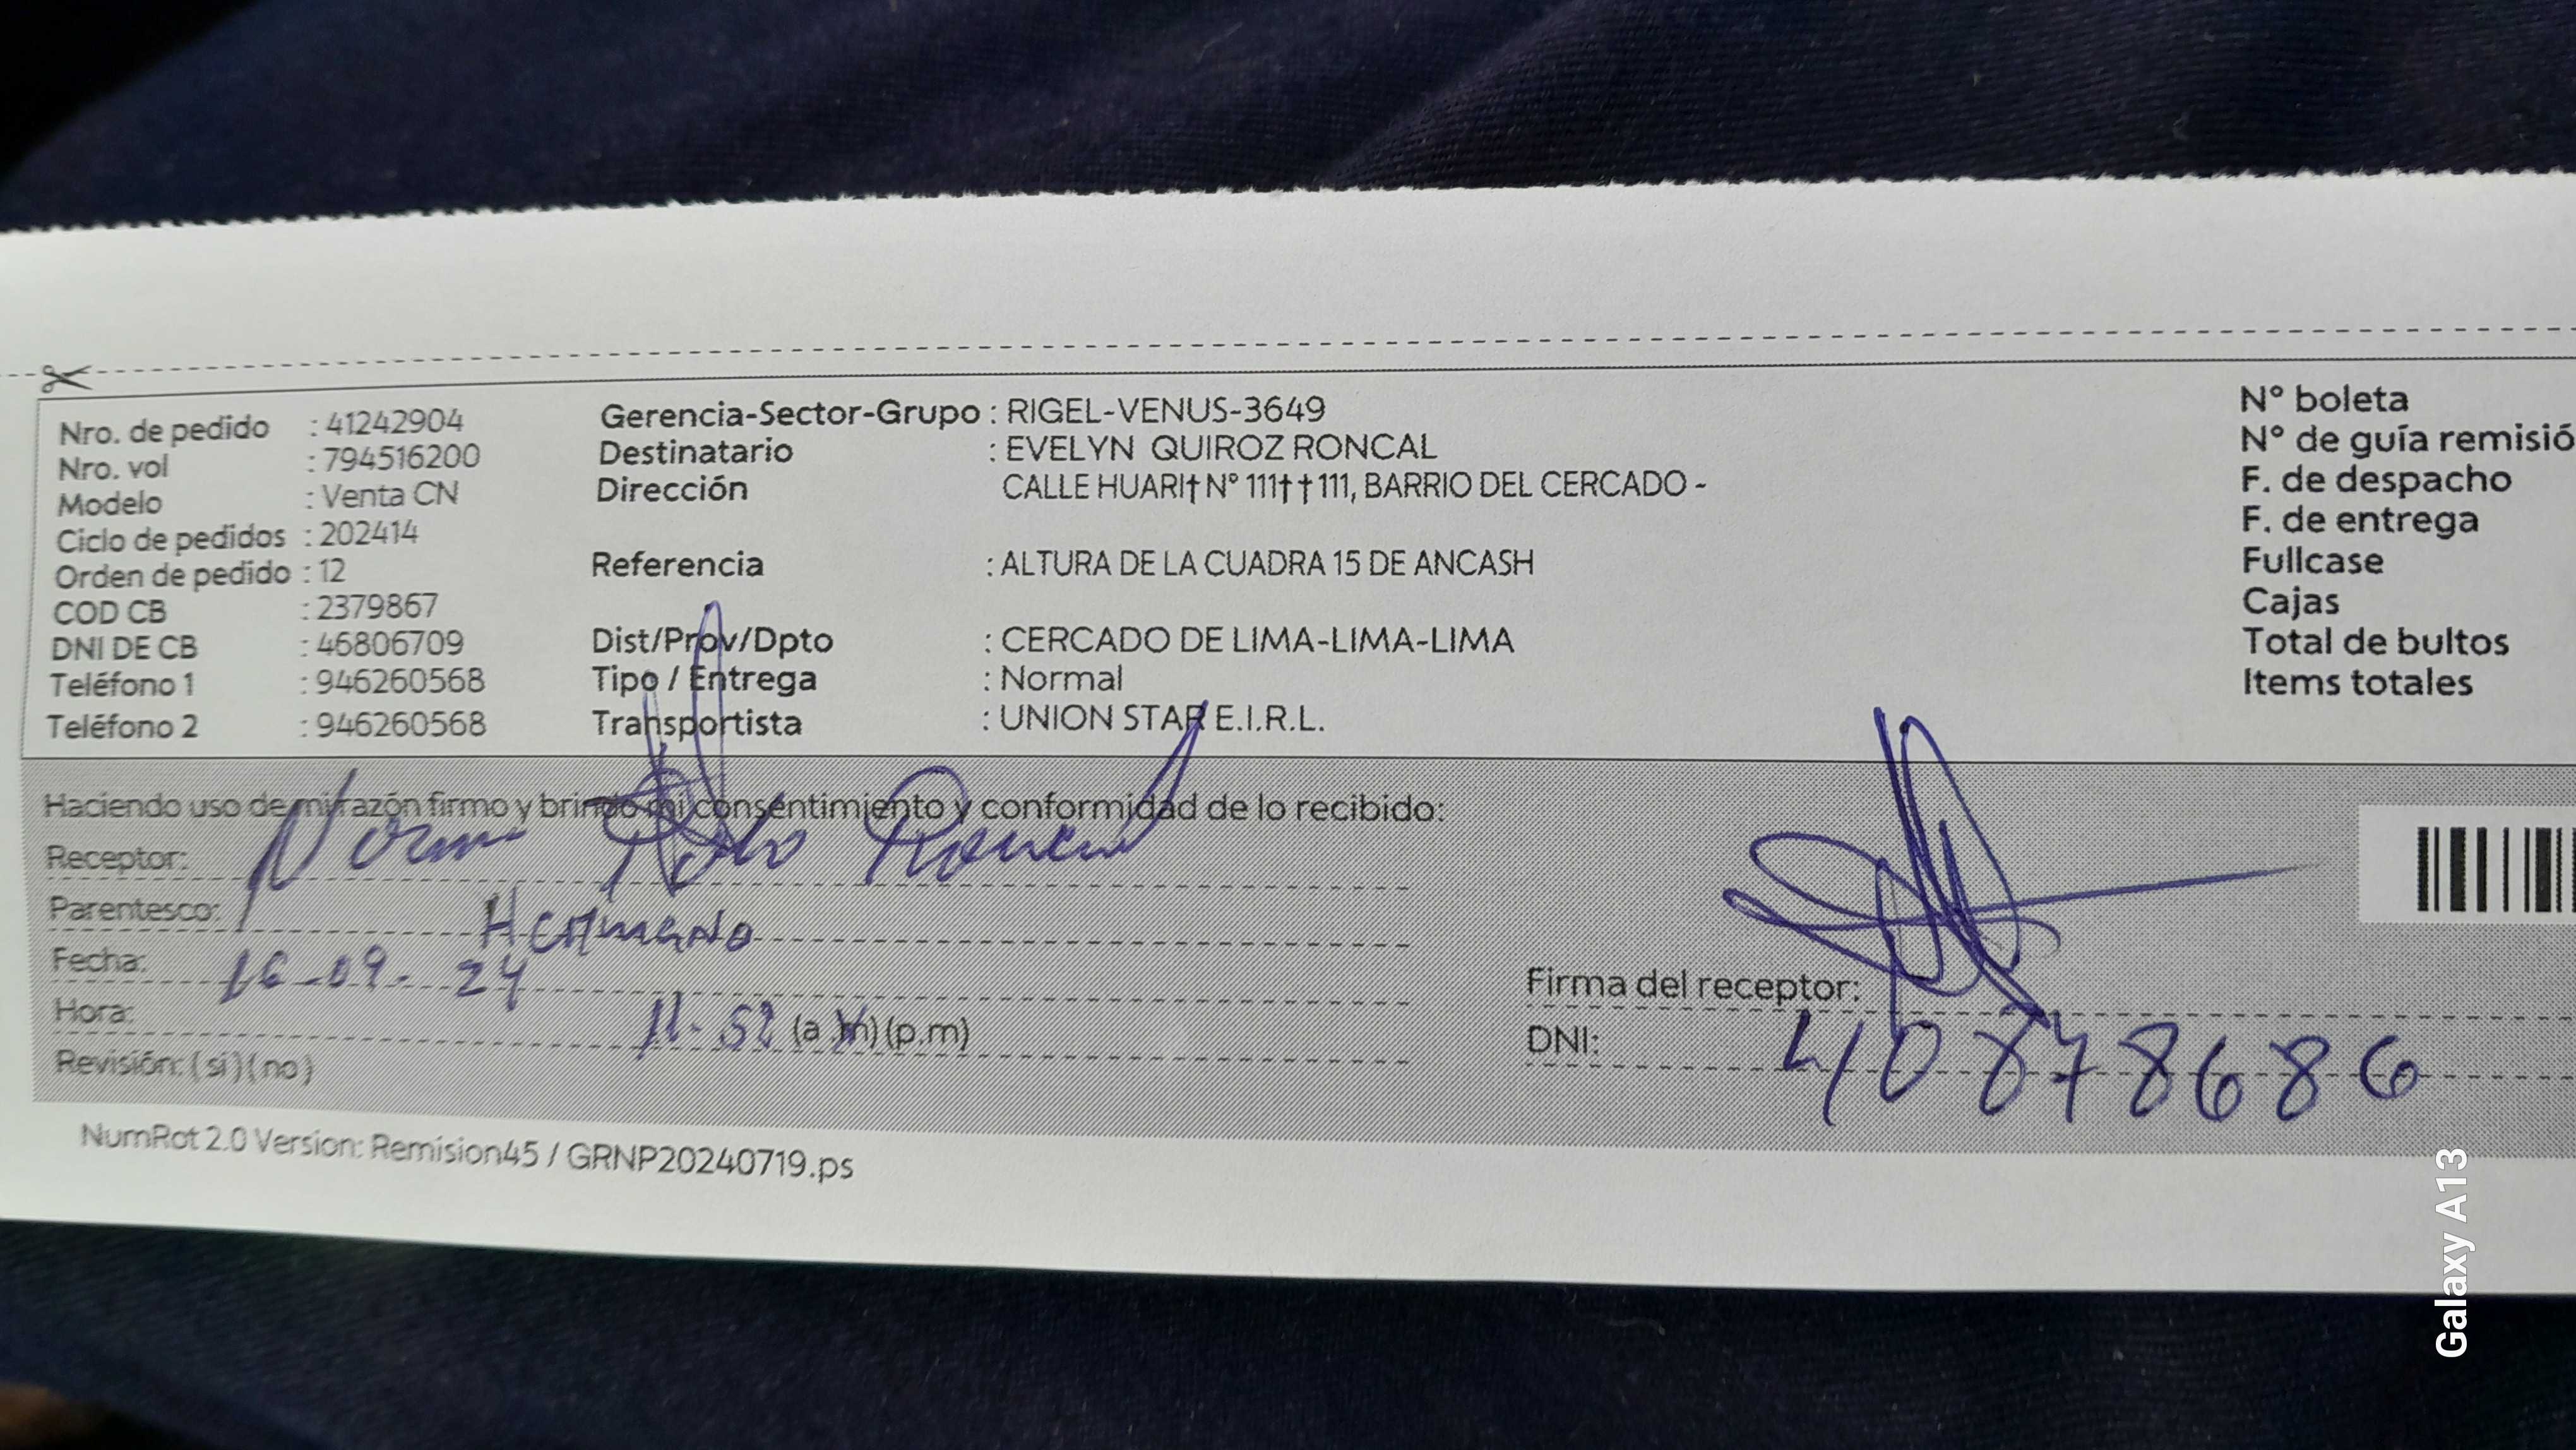 Nro. de pedido : 41242904
Nro. vol : 794516200
Modelo : Venta CN
Ciclo de pedidos : 202414
Orden de pedido : 12
COD CB : 2379867
DNI DE CB : 46806709
Teléfono 1 : 946260568
Teléfono 2 : 946260568
Gerencia-Sector-Grupo : RIGEL-VENUS-3649
Destinatario : EVELYN QUIROZ RONCAL
Dirección CALLE HUARI† N° 111† † 111, BARRIO DEL CERCADO -
Referencia : ALTURA DE LA CUADRA 15 DE ANCASH
Dist/Prov/Dpto : CERCADO DE LIMA-LIMA-LIMA
Tipo / Entrega : Normal
Transportista : UNION STAR E.I.R.L.
N° boleta
N° de guía remisió
F. de despacho
F. de entrega
Fullcase
Cajas
Total de bultos
Items totales
Haciendo uso de mi razón firmo y brindo mi consentimiento y conformidad de lo recibido:
Receptor: Roncal
Parentesco: Hermano
Fecha: 16-09-24
Hora: 11-52 (a.m) (p.m)
Revisión: (si) (no)
Firma del receptor:
DNI: 40878686
NumRot 2.0 Version: Remision45 / GRNP20240719.ps
Galaxy A13